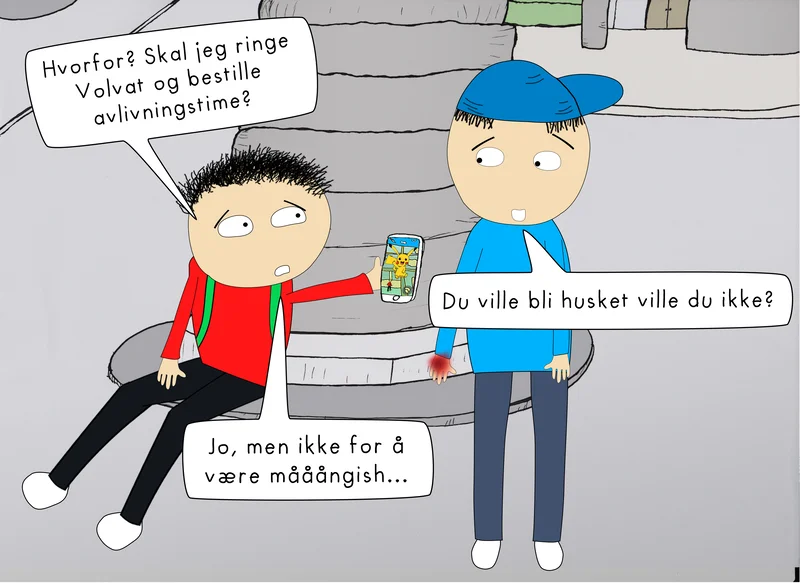 Hvorfor? Skal jeg ringe
Volvat og bestille
avlivningstime?
Du ville bli husket ville du ikke?
Jo, men ikke for å
være mååångish...